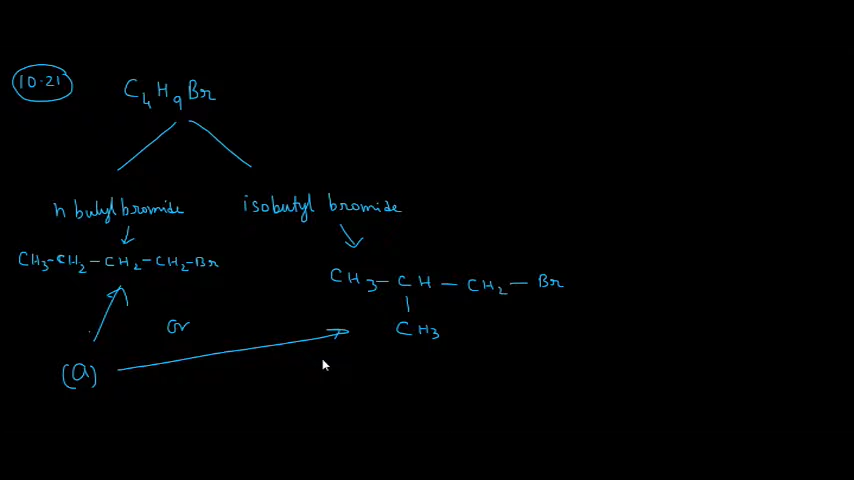 10.21
C4H9Br
n butyl bromide
isobutyl bromide
CH3-CH2-CH2-CH2-Br
CH3-CH-CH2-Br
|
CH3
or
(a)